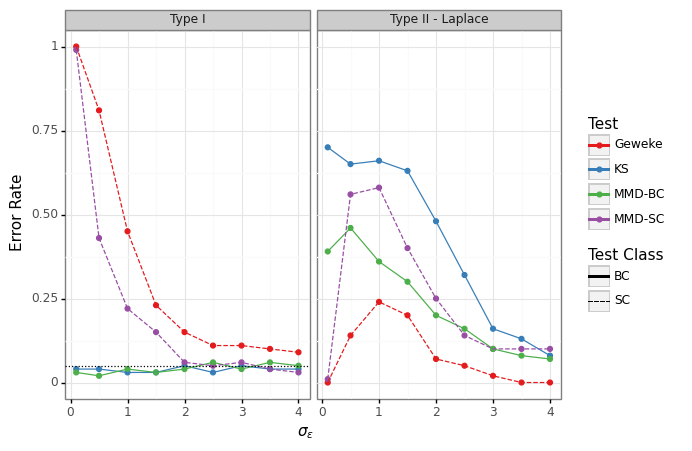 Type I
Type II - Laplace
Error Rate
1
0.75
0.50
0.25
0
0 1 2 3 4
0 1 2 3 4
σε
Test
Geweke
KS
MMD-BC
MMD-SC
Test Class
BC
SC